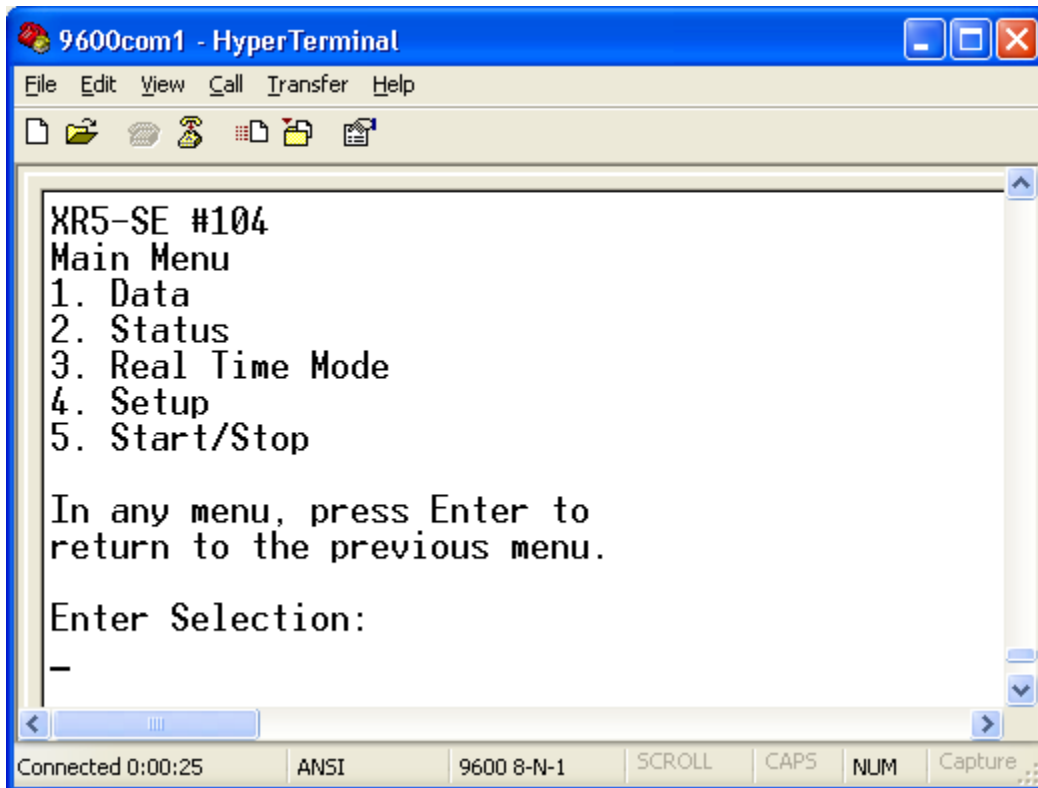 9600com1 - HyperTerminal
File Edit View Call Transfer Help
XR5-SE #104
Main Menu
1. Data
2. Status
3. Real Time Mode
4. Setup
5. Start/Stop
In any menu, press Enter to
return to the previous menu.
Enter Selection:
_
Connected 0:00:25 ANSI 9600 8-N-1 SCROLL CAPS NUM Capture